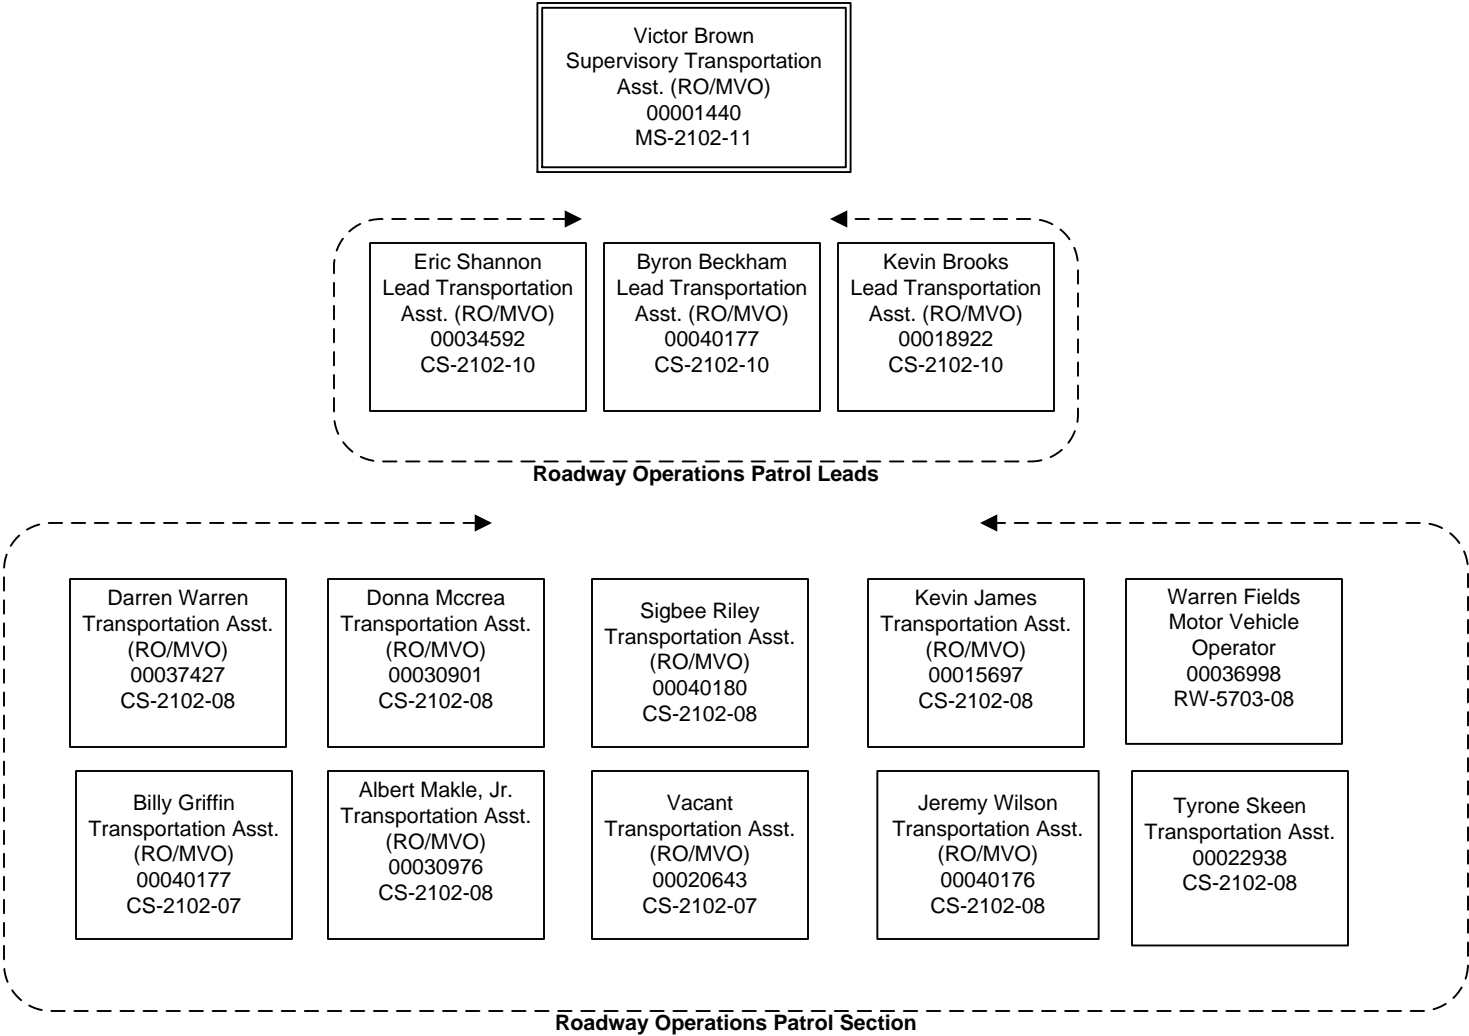 Victor Brown
Supervisory Transportation
Asst. (RO/MVO)
00001440
MS-2102-11
Eric Shannon
Lead Transportation
Asst. (RO/MVO)
00034592
CS-2102-10
Byron Beckham
Lead Transportation
Asst. (RO/MVO)
00040177
CS-2102-10
Kevin Brooks
Lead Transportation
Asst. (RO/MVO)
00018922
CS-2102-10
Roadway Operations Patrol Leads
Darren Warren
Transportation Asst.
(RO/MVO)
00037427
CS-2102-08
Donna Mccrea
Transportation Asst.
(RO/MVO)
00030901
CS-2102-08
Sigbee Riley
Transportation Asst.
(RO/MVO)
00040180
CS-2102-08
Kevin James
Transportation Asst.
(RO/MVO)
00015697
CS-2102-08
Warren Fields
Motor Vehicle
Operator
00036998
RW-5703-08
Billy Griffin
Transportation Asst.
(RO/MVO)
00040177
CS-2102-07
Albert Makle, Jr.
Transportation Asst.
(RO/MVO)
00030976
CS-2102-08
Vacant
Transportation Asst.
(RO/MVO)
00020643
CS-2102-07
Jeremy Wilson
Transportation Asst.
(RO/MVO)
00040176
CS-2102-08
Tyrone Skeen
Transportation Asst.
00022938
CS-2102-08
Roadway Operations Patrol Section